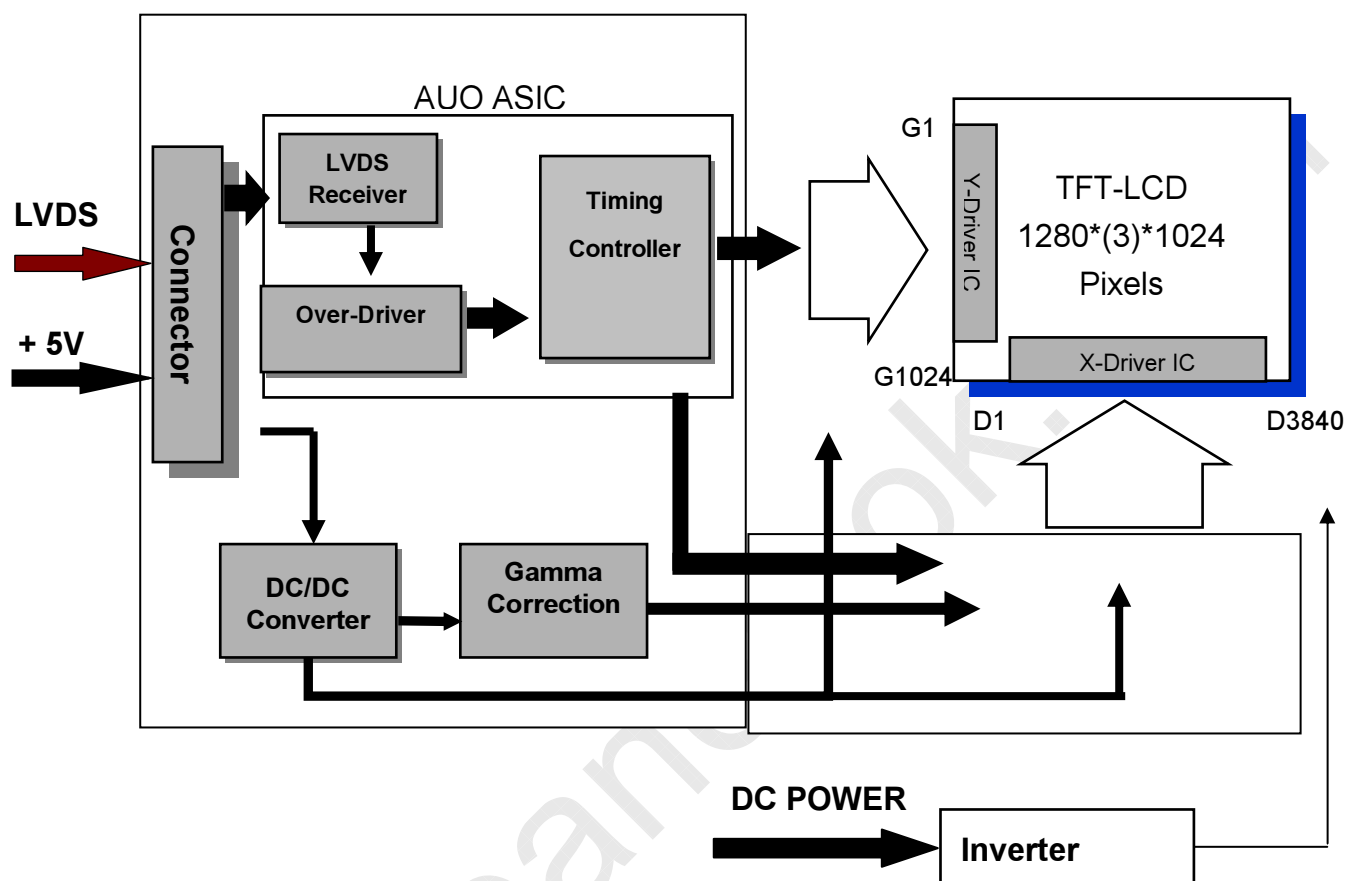 AUO ASIC
LVDS
+ 5V
Connector
LVDS
Receiver
Over-Driver
Timing
Controller
DC/DC
Converter
Gamma
Correction
G1
G1024
Y-Driver IC
TFT-LCD
1280*(3)*1024
Pixels
X-Driver IC
D1
D3840
DC POWER
Inverter